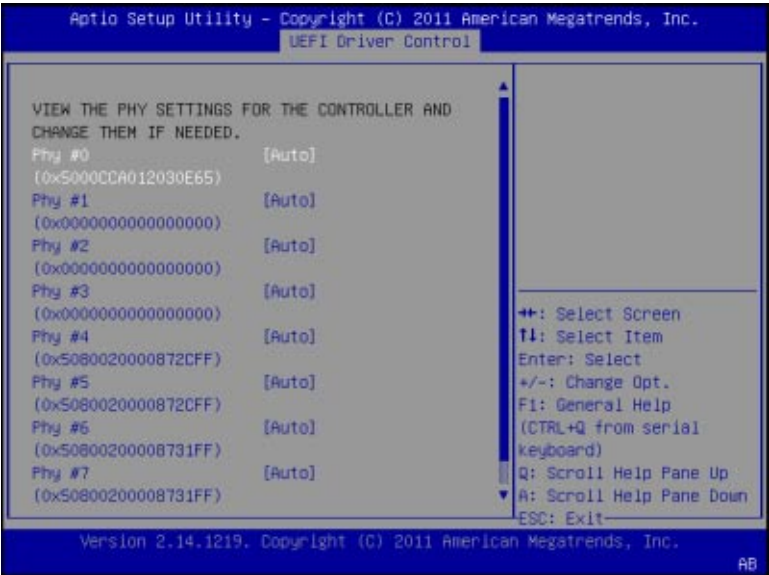 Aptio Setup Utility – Copyright (C) 2011 American Megatrends, Inc.
UEFI Driver Control
VIEW THE PHY SETTINGS FOR THE CONTROLLER AND
CHANGE THEM IF NEEDED.
Phy #0 [Auto]
(0x5000CCA012030E65)
Phy #1 [Auto]
(0x0000000000000000)
Phy #2 [Auto]
(0x0000000000000000)
Phy #3 [Auto]
(0x0000000000000000)
Phy #4 [Auto]
(0x5080020000872CFF)
Phy #5 [Auto]
(0x5080020000872CFF)
Phy #6 [Auto]
(0x50800200008731FF)
Phy #7 [Auto]
(0x50800200008731FF)
→←: Select Screen
↑↓: Select Item
Enter: Select
+/-: Change Opt.
F1: General Help
(CTRL+Q from serial
keyboard)
Q: Scroll Help Pane Up
A: Scroll Help Pane Down
ESC: Exit
Version 2.14.1219. Copyright (C) 2011 American Megatrends, Inc.
AB